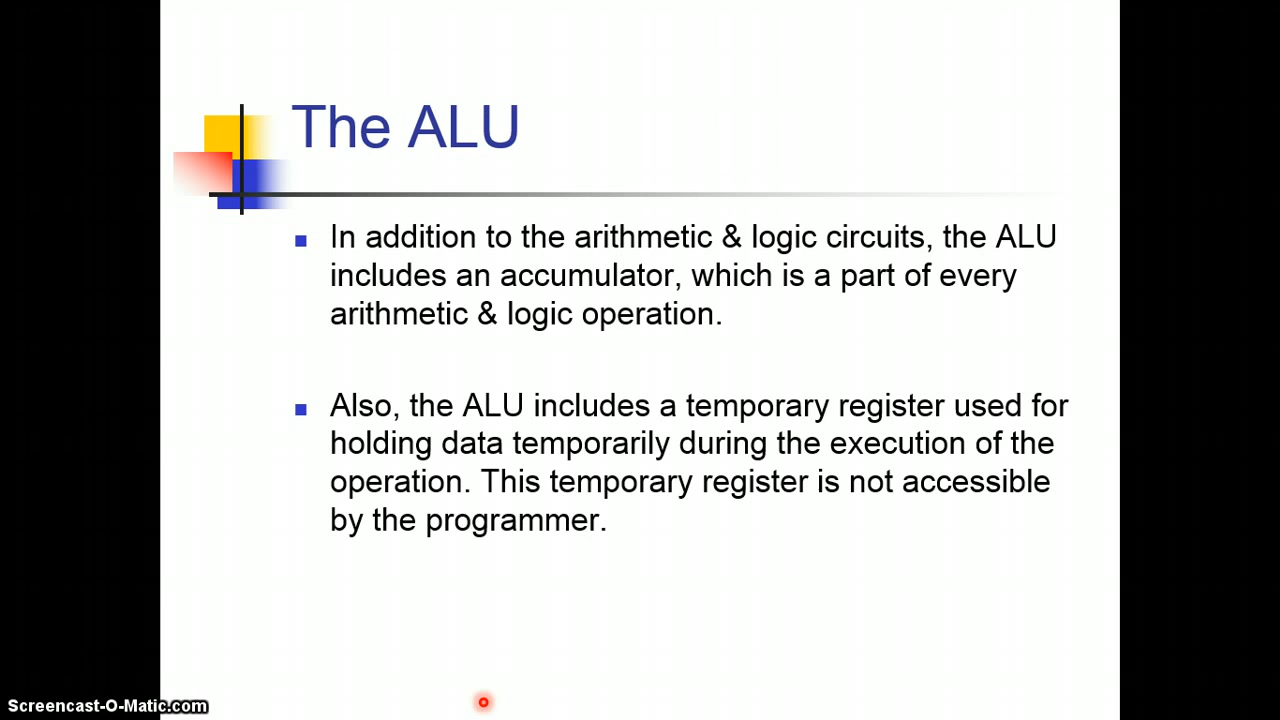 The ALU
In addition to the arithmetic & logic circuits, the ALU
includes an accumulator, which is a part of every
arithmetic & logic operation.
Also, the ALU includes a temporary register used for
holding data temporarily during the execution of the
operation. This temporary register is not accessible
by the programmer.
Screencast-O-Matic.com